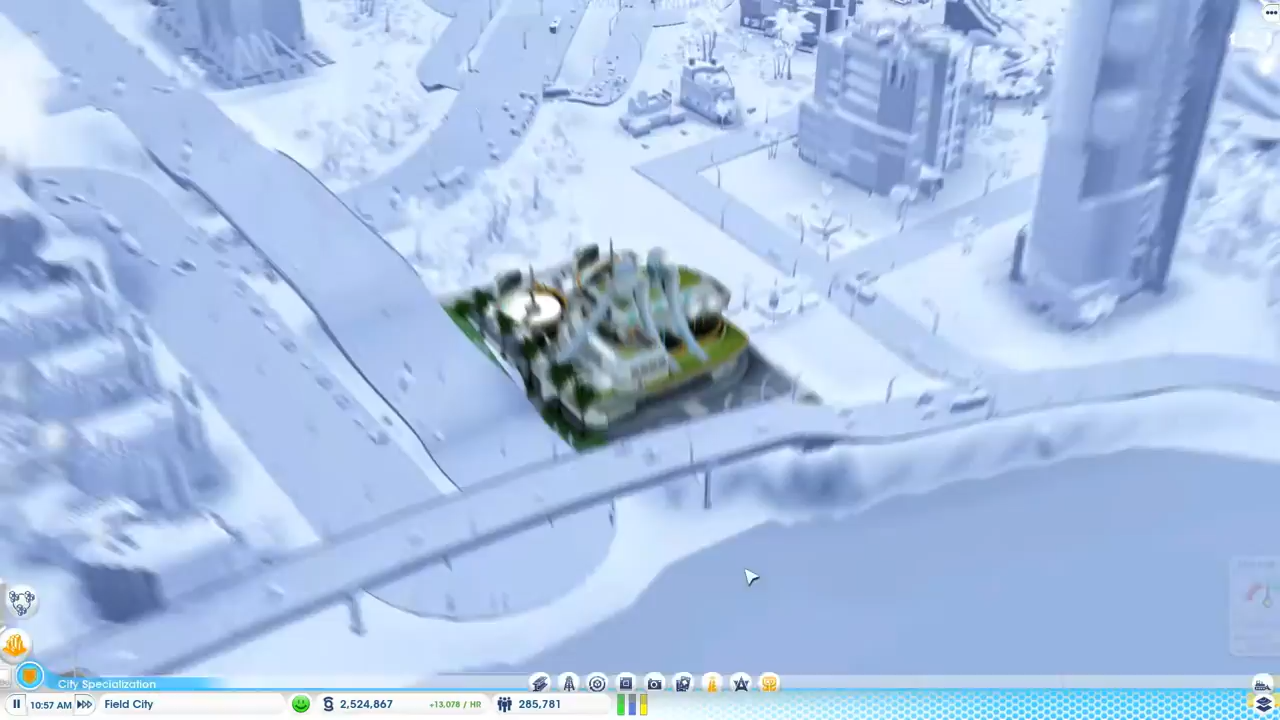 City Specialization
10:57 AM
Field City
2,524,867
+13,078 / HR
285,781